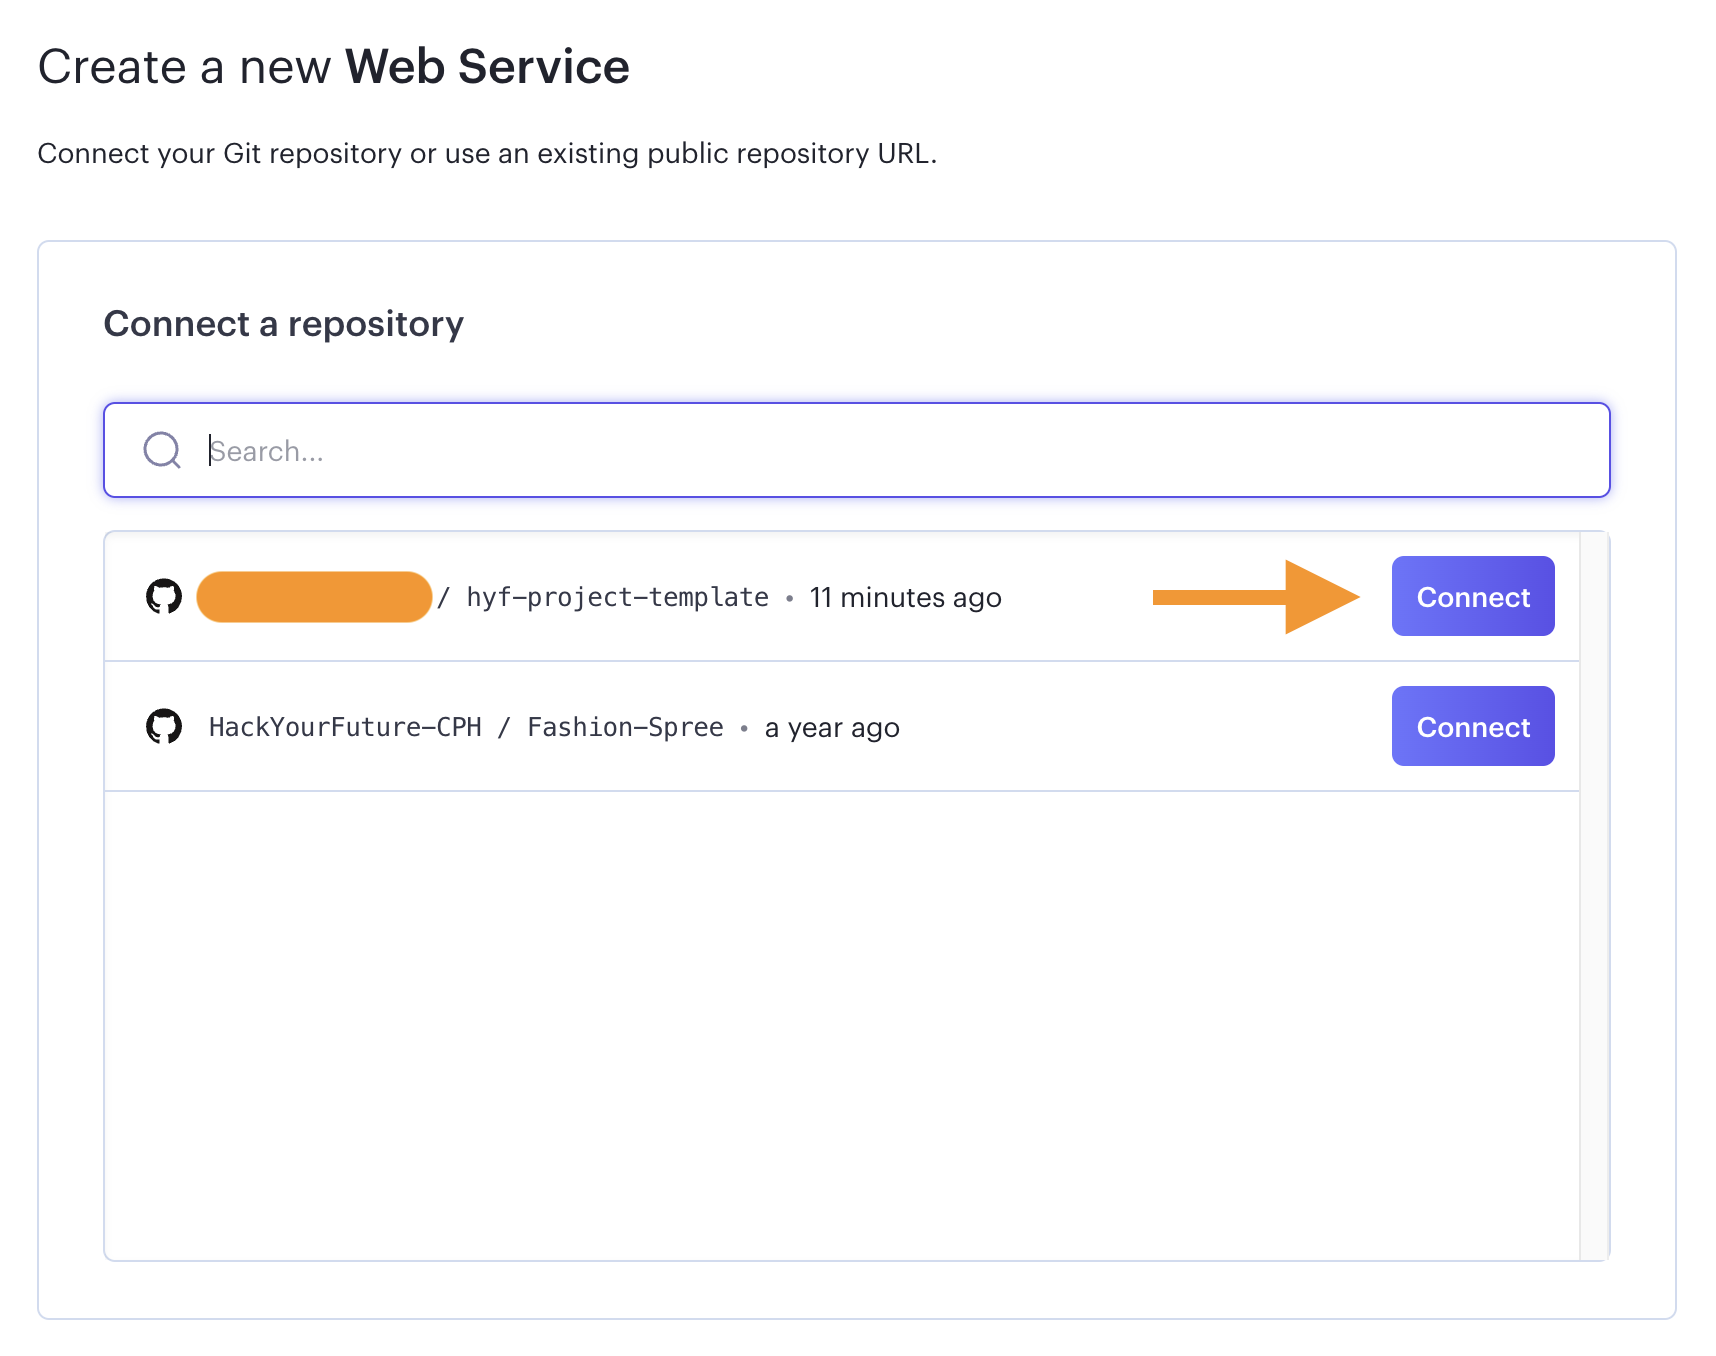 Create a new Web Service
Connect your Git repository or use an existing public repository URL.
Connect a repository
Search...
/ hyf-project-template • 11 minutes ago Connect
HackYourFuture-CPH / Fashion-Spree • a year ago Connect